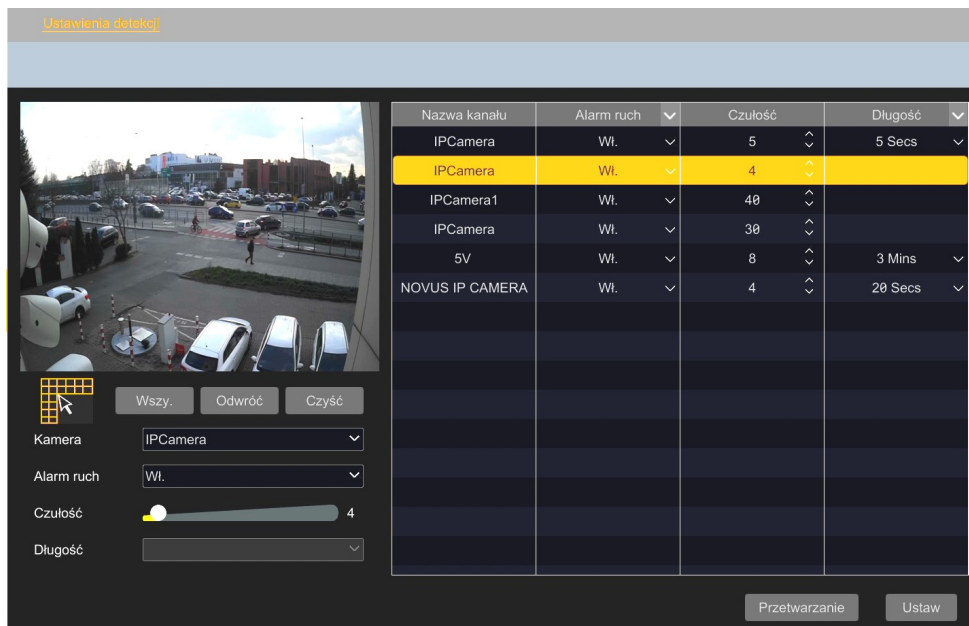 Ustawienia detekcji
Nazwa kanału Alarm ruch Czułość Długość
IPCamera Wł. 5 5 Secs
IPCamera Wł. 4
IPCamera1 Wł. 40
IPCamera Wł. 30
5V Wł. 8 3 Mins
NOVUS IP CAMERA Wł. 4 20 Secs
Wszy. Odwróć Czyść
Kamera IPCamera
Alarm ruch Wł.
Czułość 4
Długość
Przetwarzanie Ustaw